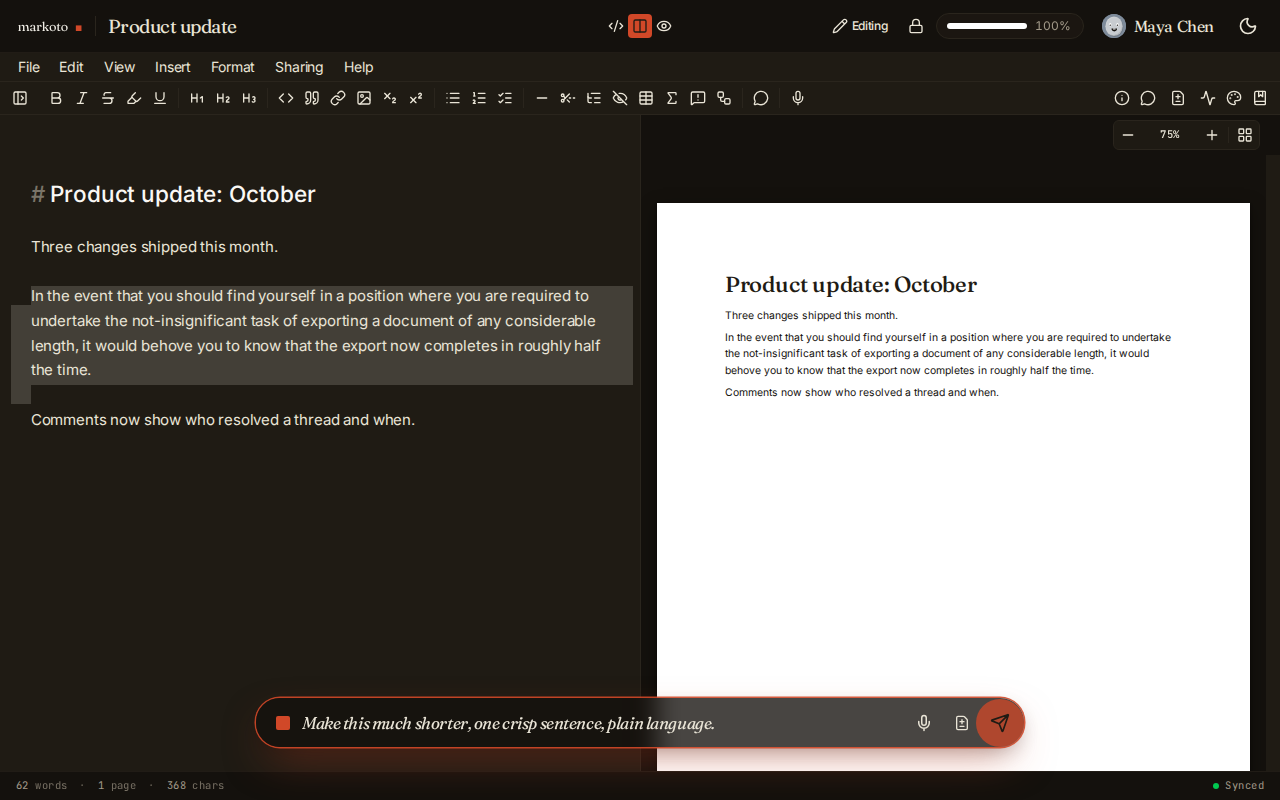 markoto
Product update
Editing
100%
Maya Chen
File Edit View Insert Format Sharing Help
B I S U H1 H2 H3 X2 x2 Σ
75%
# Product update: October
Three changes shipped this month.
In the event that you should find yourself in a position where you are required to
undertake the not-insignificant task of exporting a document of any considerable
length, it would behove you to know that the export now completes in roughly half
the time.
Comments now show who resolved a thread and when.
Product update: October
Three changes shipped this month.
In the event that you should find yourself in a position where you are required to undertake
the not-insignificant task of exporting a document of any considerable length, it would
behove you to know that the export now completes in roughly half the time.
Comments now show who resolved a thread and when.
Make this much shorter, one crisp sentence, plain language.
62 words · 1 page · 368 chars
Synced